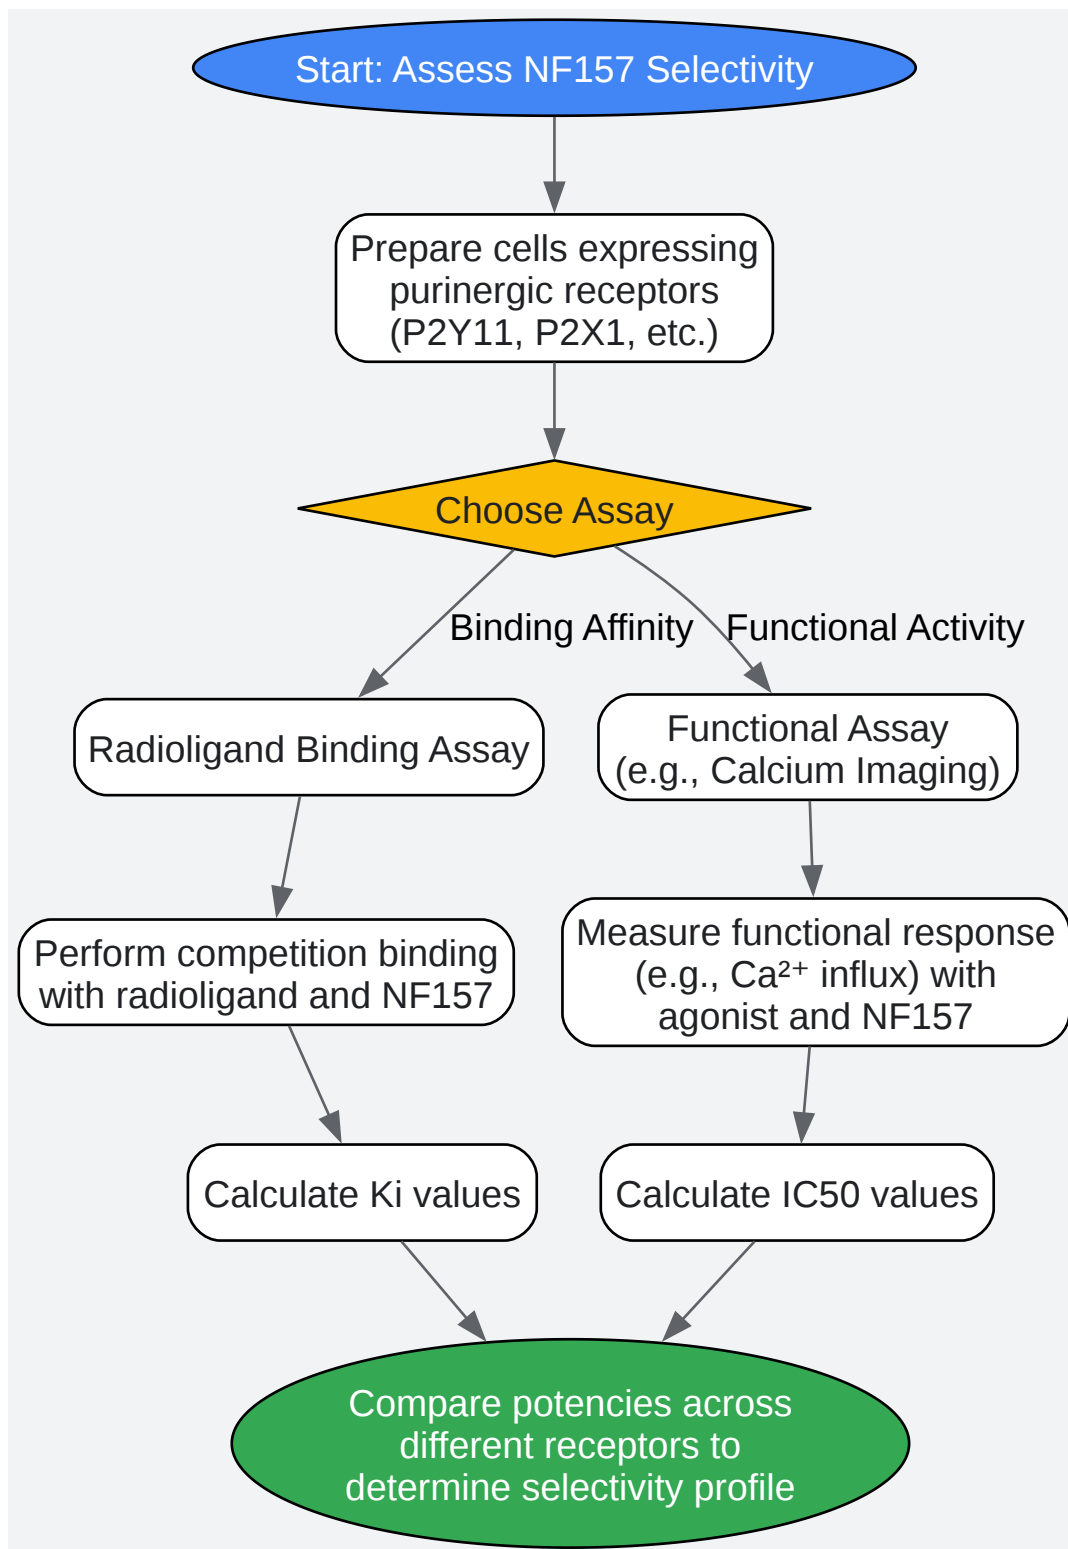 Start: Assess NF157 Selectivity
Prepare cells expressing
purinergic receptors
(P2Y11, P2X1, etc.)
Choose Assay
Binding Affinity
Functional Activity
Radioligand Binding Assay
Functional Assay
(e.g., Calcium Imaging)
Perform competition binding
with radioligand and NF157
Measure functional response
(e.g., Ca²⁺ influx) with
agonist and NF157
Calculate Ki values
Calculate IC50 values
Compare potencies across
different receptors to
determine selectivity profile